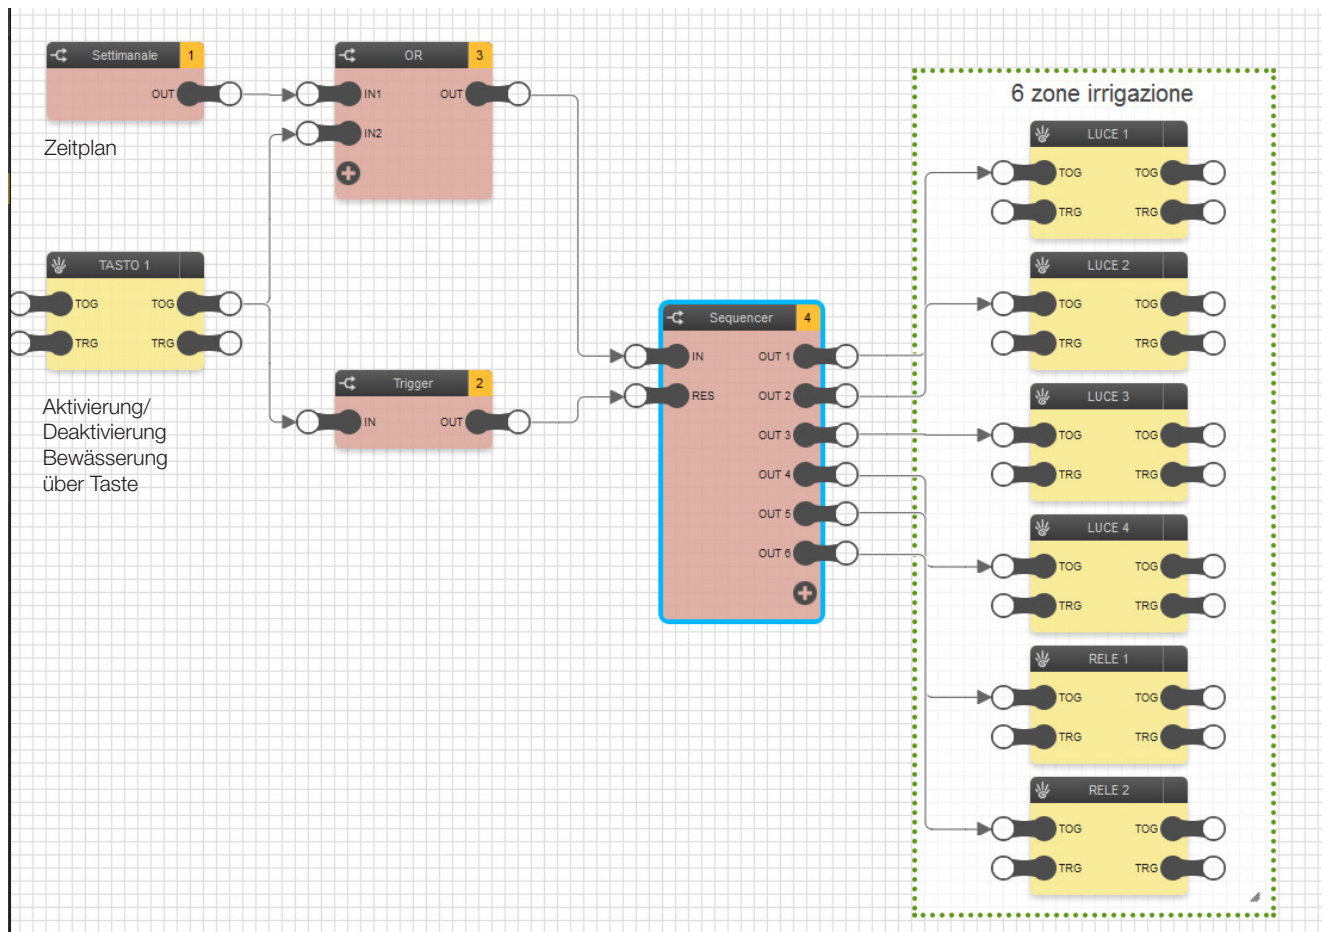 Settimanale 1
OUT
Zeitplan
OR 3
IN1 OUT
IN2
TASTO 1
TOG TOG
TRG TRG
Aktivierung/
Deaktivierung
Bewässerung
über Taste
Trigger 2
IN OUT
Sequencer 4
IN OUT 1
RES OUT 2
OUT 3
OUT 4
OUT 5
OUT 6
6 zone irrigazione
LUCE 1
TOG TOG
TRG TRG
LUCE 2
TOG TOG
TRG TRG
LUCE 3
TOG TOG
TRG TRG
LUCE 4
TOG TOG
TRG TRG
RELE 1
TOG TOG
TRG TRG
RELE 2
TOG TOG
TRG TRG